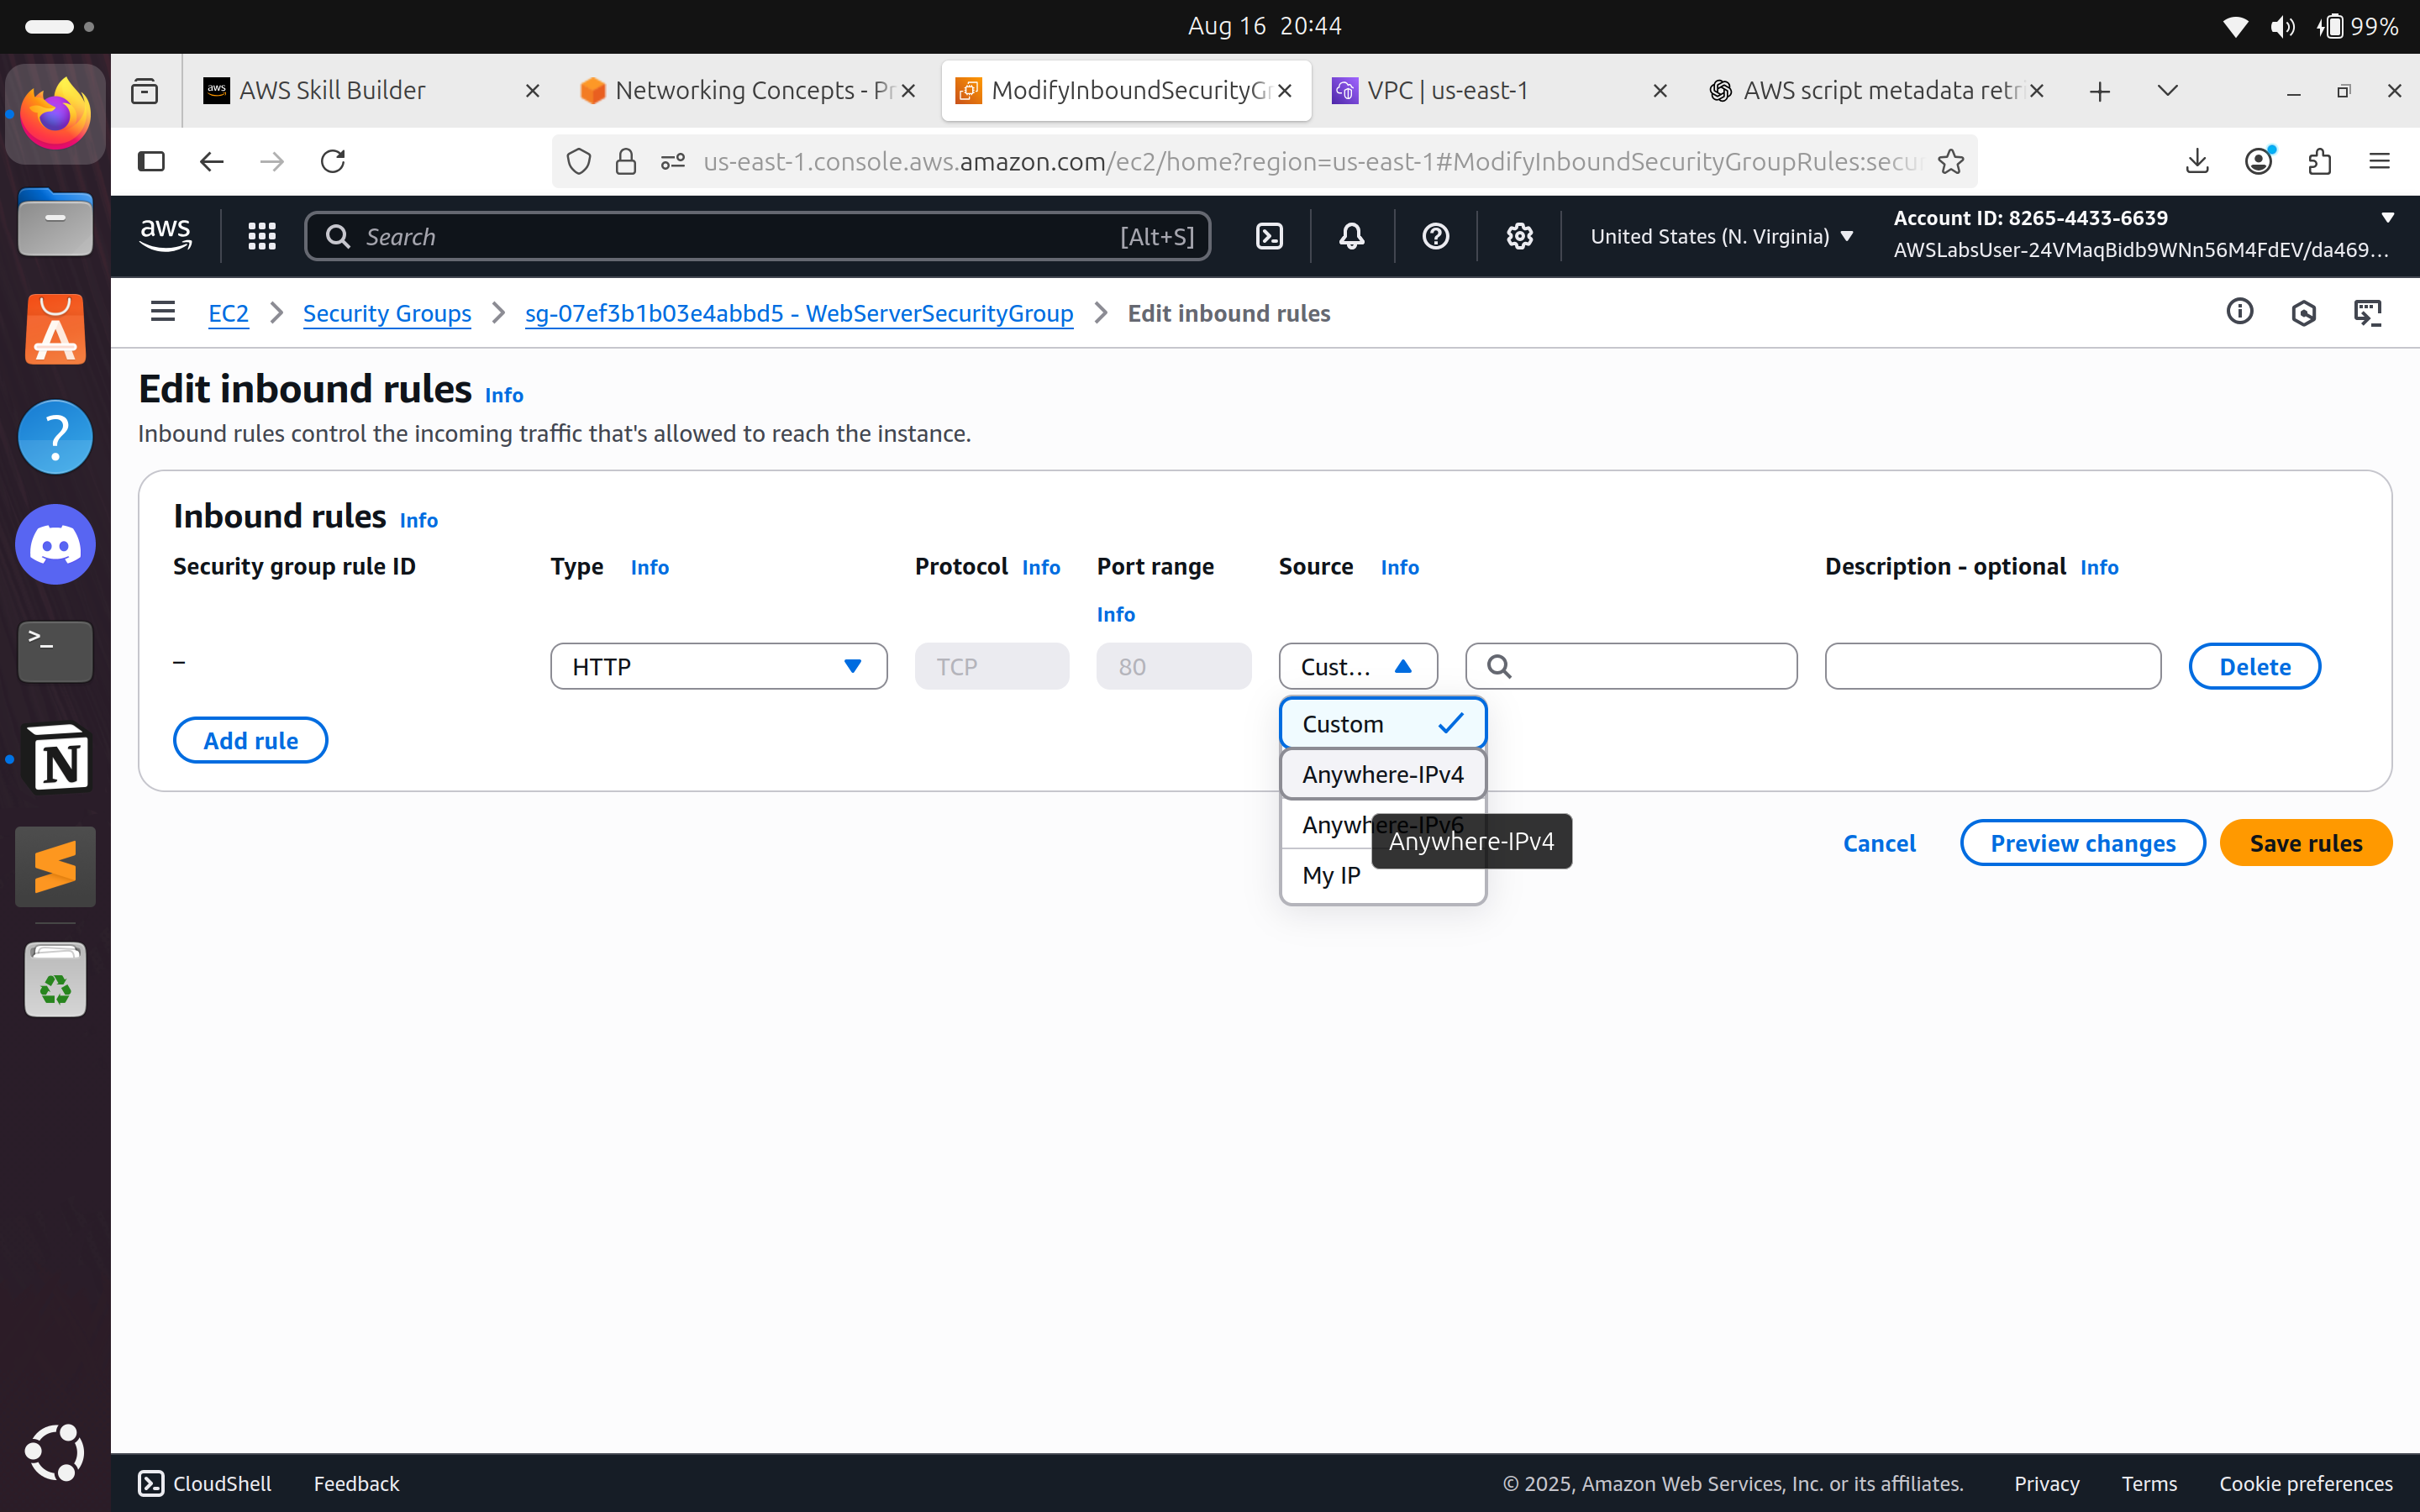 Aug 16 20:44
99%
AWS Skill Builder
Networking Concepts - Pr
ModifyInboundSecurityGr
VPC | us-east-1
AWS script metadata retri
us-east-1.console.aws.amazon.com/ec2/home?region=us-east-1#ModifyInboundSecurityGroupRules:secur
aws
Search
[Alt+S]
United States (N. Virginia)
Account ID: 8265-4433-6639
AWSLabsUser-24VMaqBidb9WNn56M4FdEV/da469...
EC2 > Security Groups > sg-07ef3b1b03e4abbd5 - WebServerSecurityGroup > Edit inbound rules
Edit inbound rules Info
Inbound rules control the incoming traffic that's allowed to reach the instance.
Inbound rules Info
Security group rule ID
Type Info
Protocol Info
Port range Info
Source Info
Description - optional Info
–
HTTP
TCP
80
Cust...
Delete
Custom
Anywhere-IPv4
Anywhere-IPv6
Anywhere-IPv4
My IP
Add rule
Cancel
Preview changes
Save rules
CloudShell
Feedback
© 2025, Amazon Web Services, Inc. or its affiliates.
Privacy
Terms
Cookie preferences